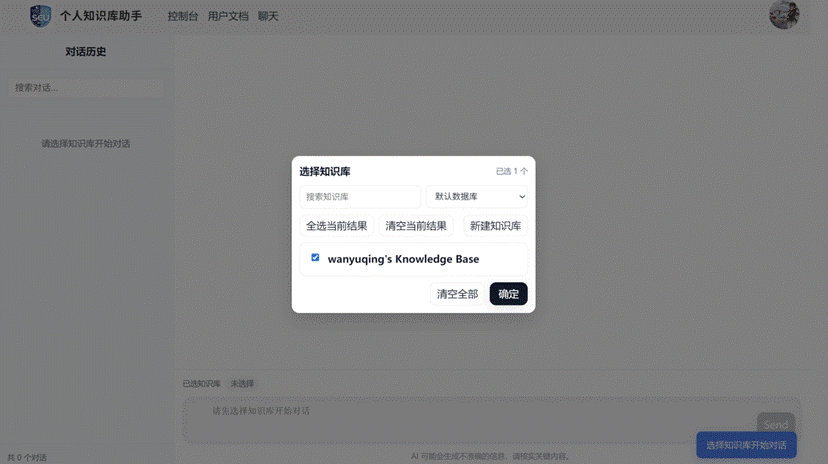 SCU 个人知识库助手 控制台 用户文档 聊天
对话历史
搜索对话...
请选择知识库开始对话
选择知识库 已选 1 个
搜索知识库 默认数据库
全选当前结果 清空当前结果 新建知识库
wanyuqing's Knowledge Base
清空全部 确定
已选知识库 未选择
请先选择知识库开始对话
Send
选择知识库开始对话
共 0 个对话
AI 可能会生成不准确的信息，请核实关键内容。